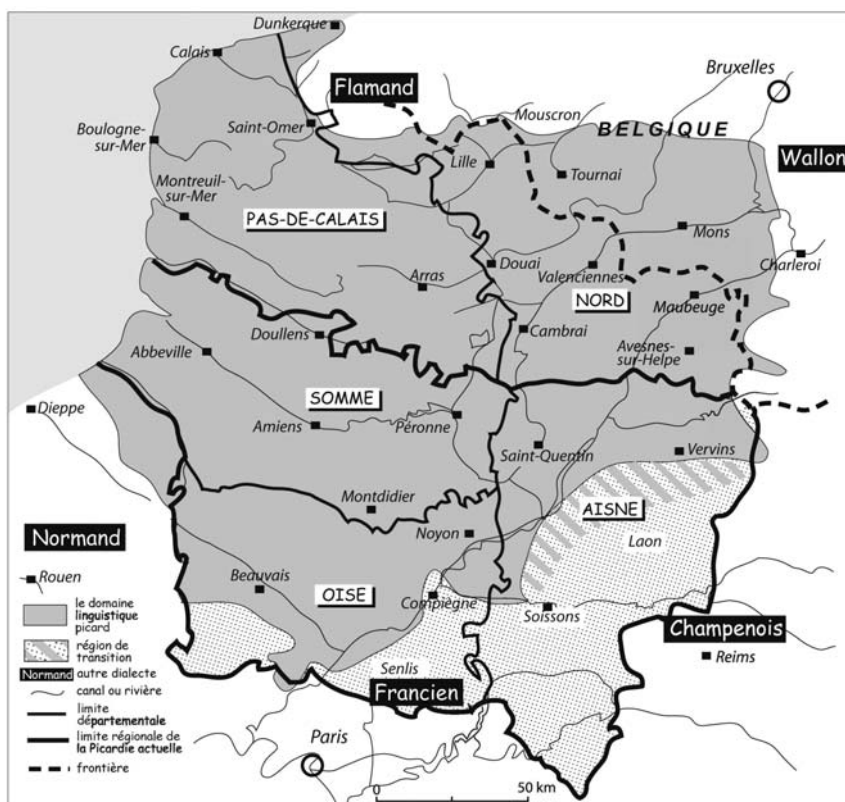 Dunkerque
Calais
Bruxelles
Flamand
Mouscron
Boulogne-
sur-Mer
Saint-Omer
BELGIQUE
Lille
Wallon
Tournai
Montreuil-
sur-Mer
PAS-DE-CALAIS
Mons
Douai
Valenciennes
Charleroi
Arras
NORD
Maubeuge
Doullens
Cambrai
Abbeville
Avesnes-
sur-Helpe
SOMME
Dieppe
Amiens
Péronne
Saint-Quentin
Vervins
Montdidier
AISNE
Noyon
Laon
Normand
Rouen
Beauvais
OISE
Compiègne
Soissons
Champenois
Reims
Senlis
Francien
Paris
le domaine
linguistique
picard
région de
transition
Normand autre dialecte
canal ou rivière
limite
départementale
limite régionale de
la Picardie actuelle
frontière
0 50 km